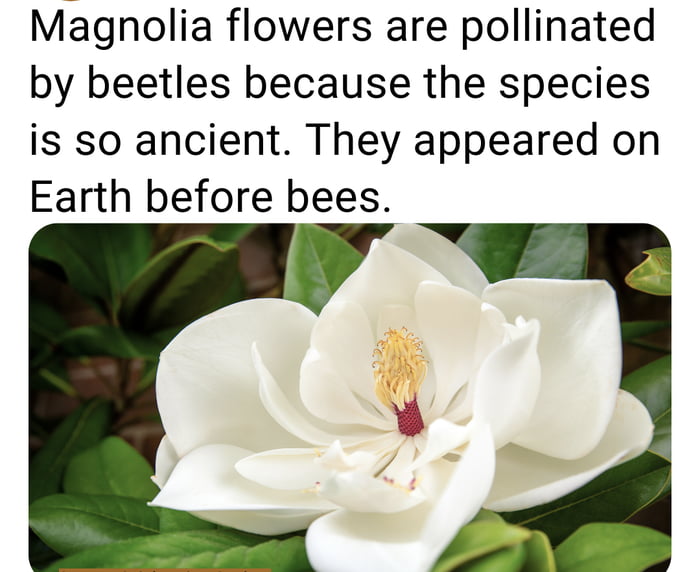 Magnolia flowers are pollinated
by beetles because the species
is so ancient. They appeared on
Earth before bees.